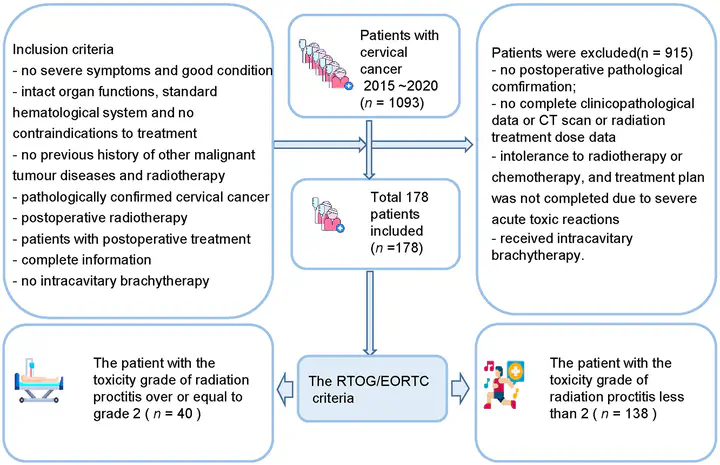 Inclusion criteria
- no severe symptoms and good condition
- intact organ functions, standard
hematological system and no
contraindications to treatment
- no previous history of other malignant
tumour diseases and radiotherapy
- pathologically confirmed cervical cancer
- postoperative radiotherapy
- patients with postoperative treatment
- complete information
- no intracavitary brachytherapy
Patients with
cervical
cancer
2015 ~2020
(n = 1093)
Patients were excluded(n = 915)
- no postoperative pathological
comfirmation;
- no complete clinicopathological
data or CT scan or radiation
treatment dose data
- intolerance to radiotherapy or
chemotherapy, and treatment plan
was not completed due to severe
acute toxic reactions
- received intracavitary
brachytherapy.
Total 178
patients
included
(n =178)
The patient with the
toxicity grade of radiation
proctitis over or equal to
grade 2 ( n = 40 )
The RTOG/EORTC
criteria
The patient with the
toxicity grade of
radiation proctitis less
than 2 ( n = 138 )